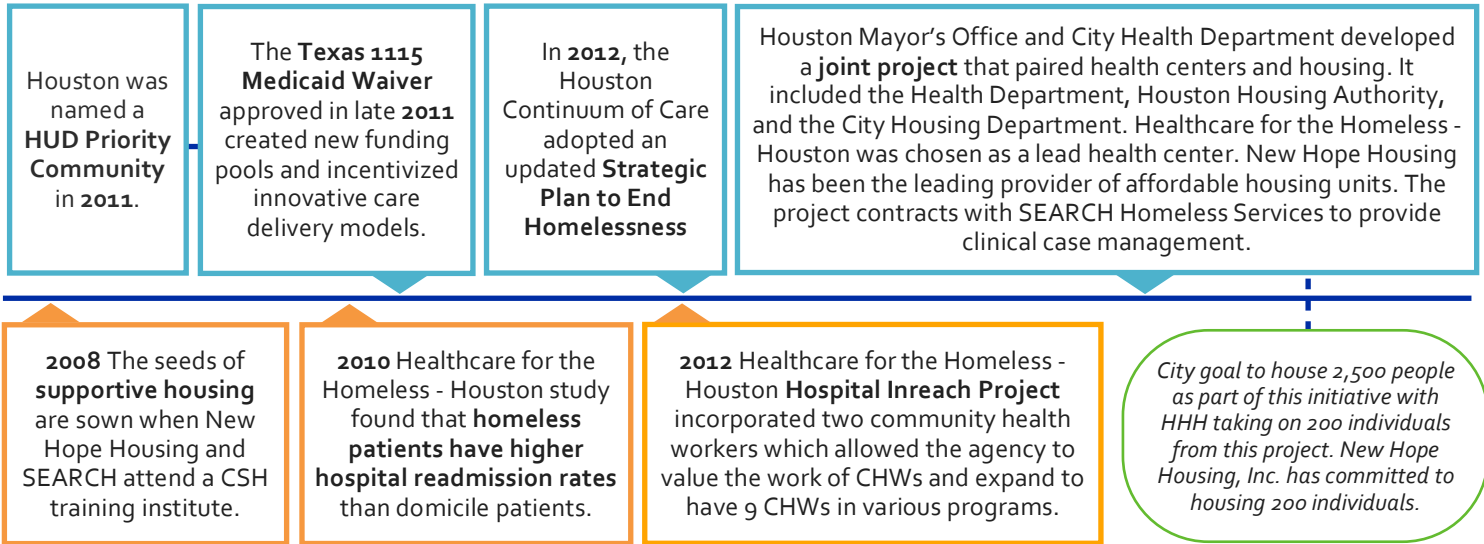 Houston was
named a
HUD Priority
Community
in 2011.
The Texas 1115
Medicaid Waiver
approved in late 2011
created new funding
pools and incentivized
innovative care
delivery models.
In 2012, the
Houston
Continuum of Care
adopted an
updated Strategic
Plan to End
Homelessness
Houston Mayor’s Office and City Health Department developed
a joint project that paired health centers and housing. It
included the Health Department, Houston Housing Authority,
and the City Housing Department. Healthcare for the Homeless -
Houston was chosen as a lead health center. New Hope Housing
has been the leading provider of affordable housing units. The
project contracts with SEARCH Homeless Services to provide
clinical case management.
2008 The seeds of
supportive housing
are sown when New
Hope Housing and
SEARCH attend a CSH
training institute.
2010 Healthcare for the
Homeless - Houston study
found that homeless
patients have higher
hospital readmission rates
than domicile patients.
2012 Healthcare for the Homeless -
Houston Hospital Inreach Project
incorporated two community health
workers which allowed the agency to
value the work of CHWs and expand to
have 9 CHWs in various programs.
City goal to house 2,500 people
as part of this initiative with
HHH taking on 200 individuals
from this project. New Hope
Housing, Inc. has committed to
housing 200 individuals.